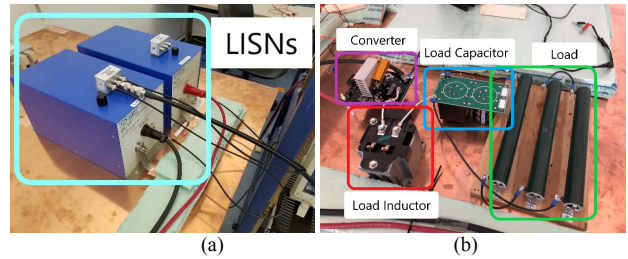 LISNs
Converter
Load Capacitor
Load
Load Inductor
(a)
(b)